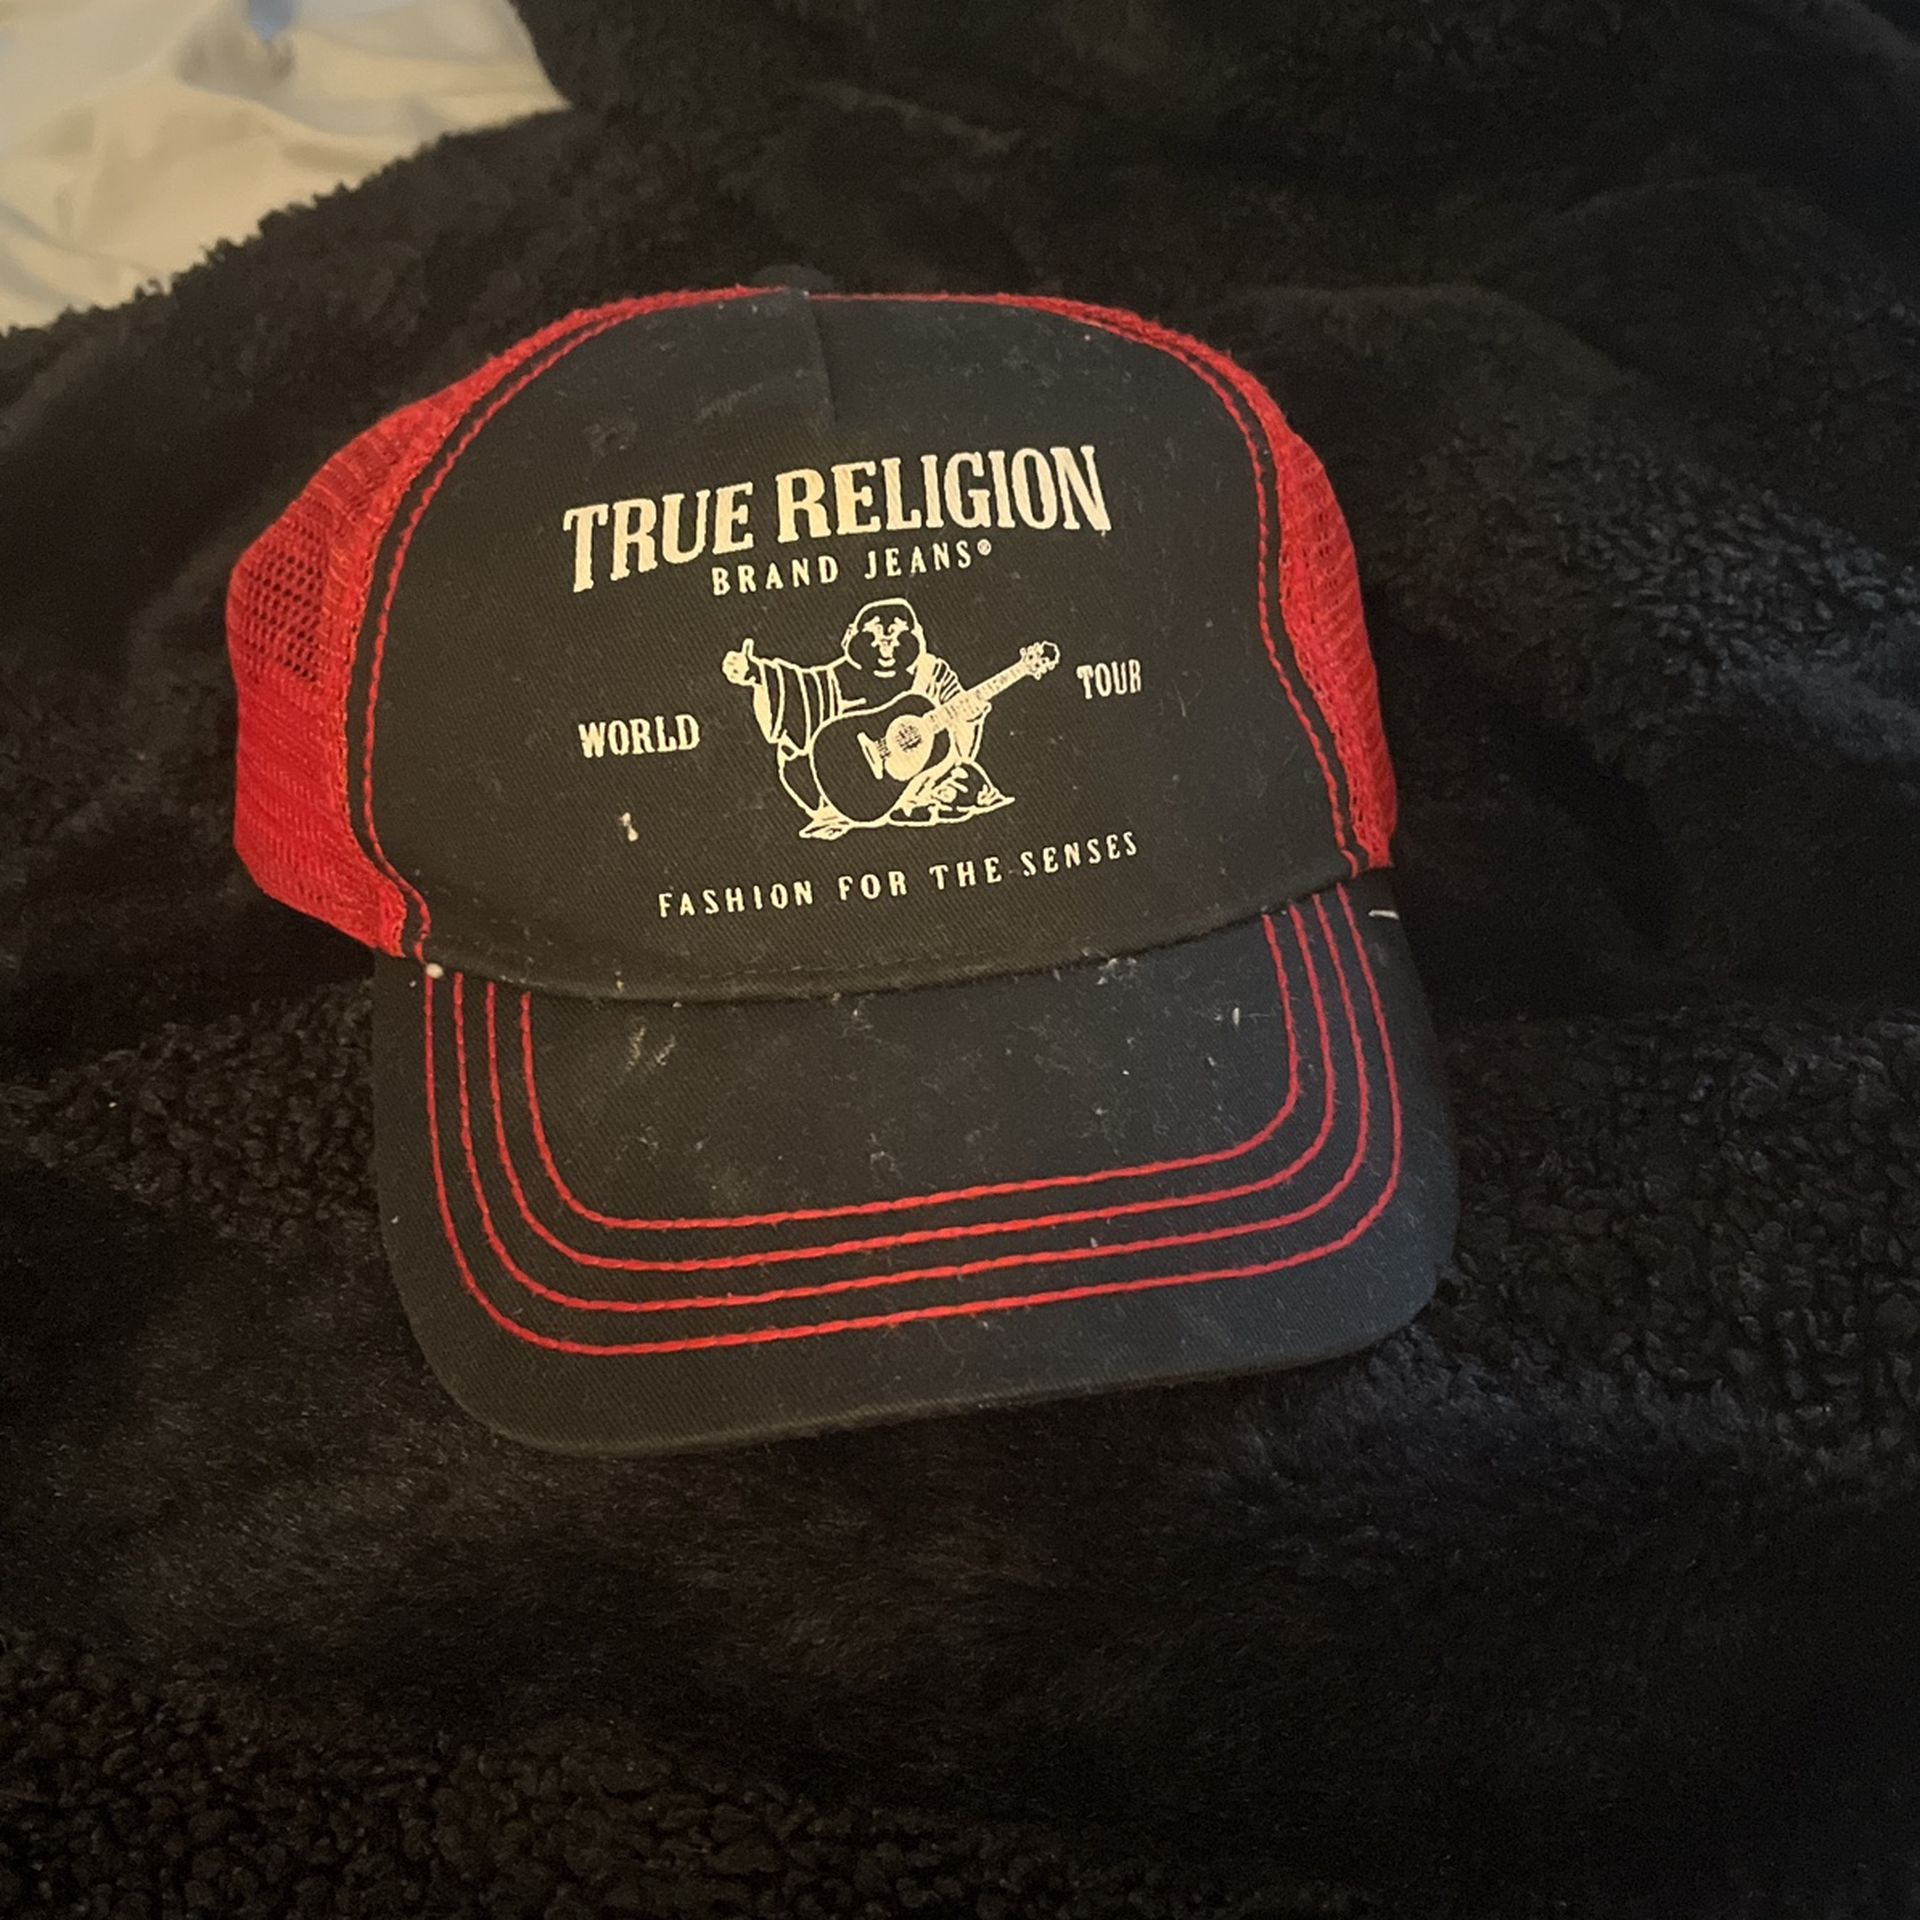 TRUE RELIGION
BRAND JEANS®
WORLD TOUR
FASHION FOR THE SENSES